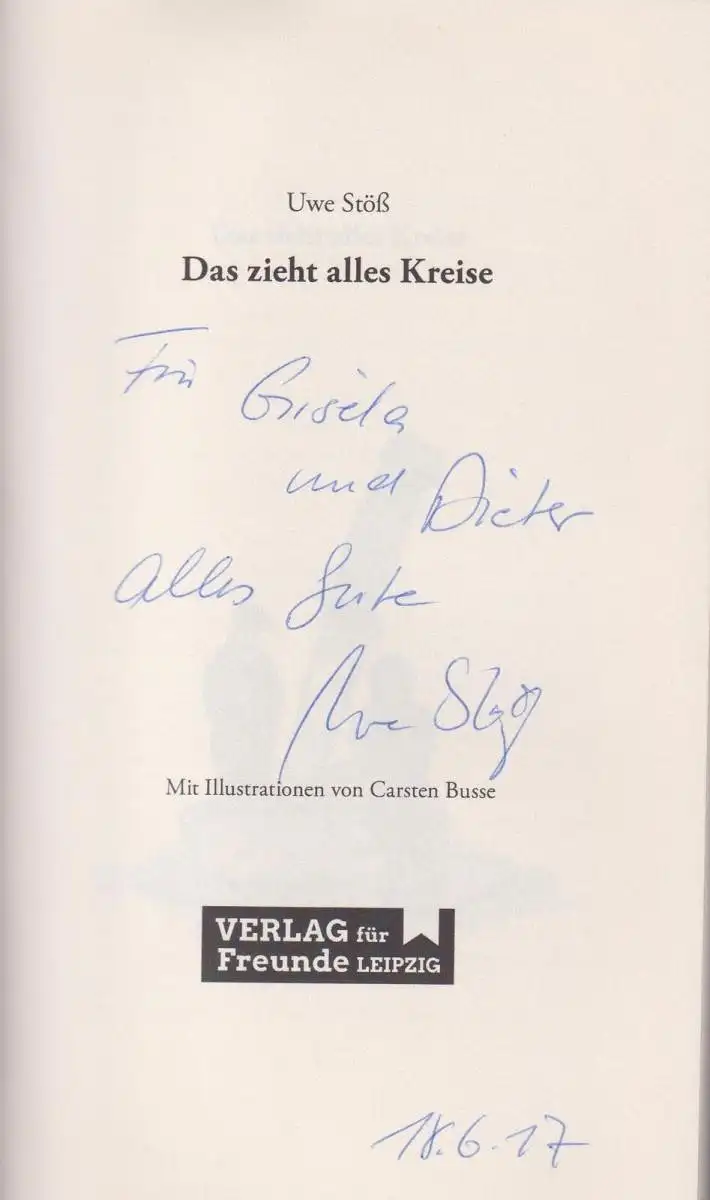 Uwe Stöß
Das zieht alles Kreise
Für Gisela
und Dieter
alles Gute
Uwe Stöß
Mit Illustrationen von Carsten Busse
VERLAG für
Freunde LEIPZIG
18.6.17